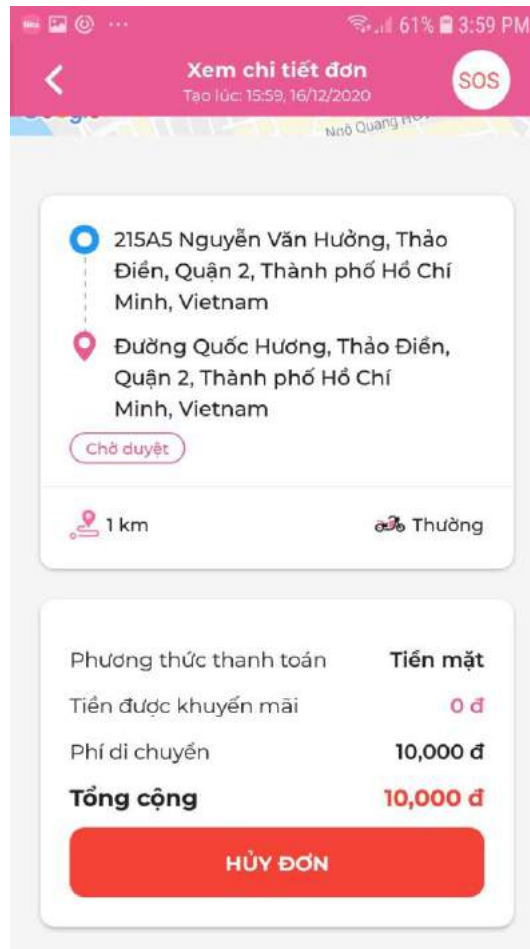 61% 3:59 PM
Xem chi tiết đơn
Tạo lúc: 15:59, 16/12/2020
SOS
Ngô Quang
215A5 Nguyễn Văn Hưởng, Thảo
Điền, Quận 2, Thành phố Hồ Chí
Minh, Vietnam
Đường Quốc Hương, Thảo Điền,
Quận 2, Thành phố Hồ Chí
Minh, Vietnam
Chờ duyệt
1 km Thường
Phương thức thanh toán Tiền mặt
Tiền được khuyến mãi 0 đ
Phí di chuyển 10,000 đ
Tổng cộng 10,000 đ
HỦY ĐƠN